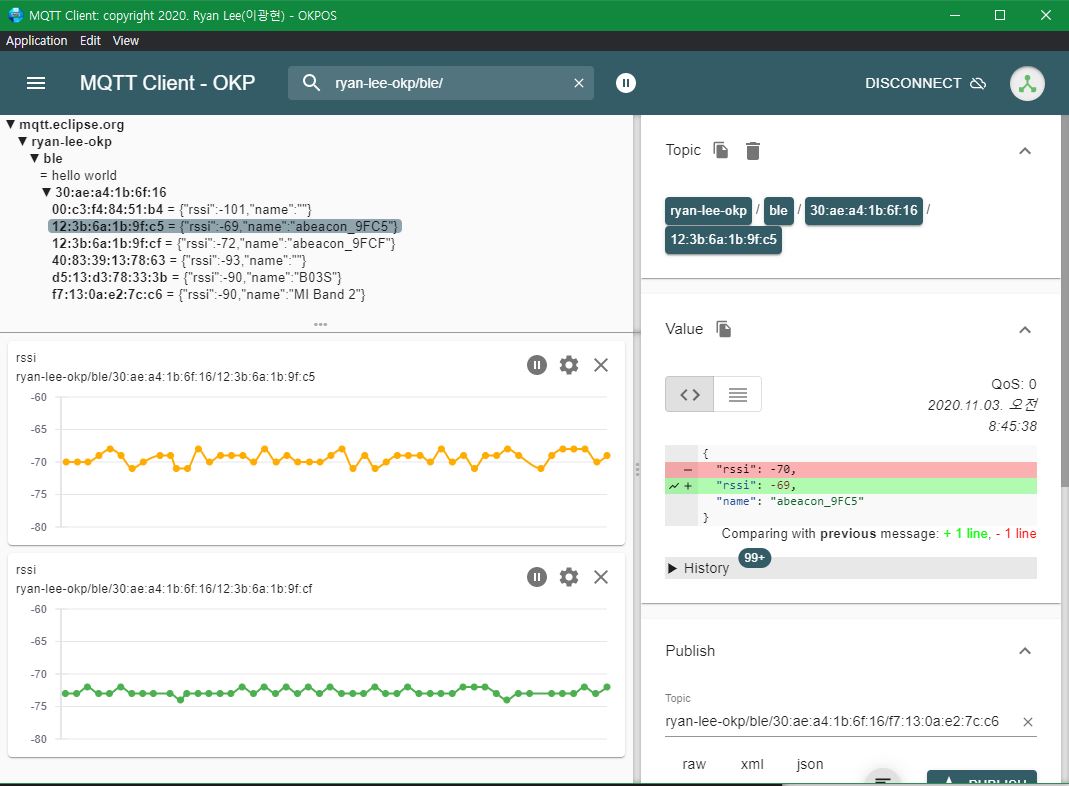 MQTT Client: copyright 2020. Ryan Lee(이광헌) - OKPOS
Application Edit View
MQTT Client - OKP
ryan-lee-okp/ble/
DISCONNECT
▼ mqtt.eclipse.org
▼ ryan-lee-okp
▼ ble
= hello world
▼ 30:ae:a4:1b:6f:16
00:c3:f4:84:51:b4 = {"rssi":-101,"name":""}
12:3b:6a:1b:9f:c5 = {"rssi":-69,"name":"abeacon_9FC5"}
12:3b:6a:1b:9f:cf = {"rssi":-72,"name":"abeacon_9FCF"}
40:83:39:13:78:63 = {"rssi":-93,"name":""}
d5:13:d3:78:33:3b = {"rssi":-90,"name":"B03S"}
f7:13:0a:e2:7c:c6 = {"rssi":-90,"name":"MI Band 2"}
rssi
ryan-lee-okp/ble/30:ae:a4:1b:6f:16/12:3b:6a:1b:9f:c5
-60
-65
-70
-75
-80
rssi
ryan-lee-okp/ble/30:ae:a4:1b:6f:16/12:3b:6a:1b:9f:cf
-60
-65
-70
-75
-80
Topic
ryan-lee-okp / ble / 30:ae:a4:1b:6f:16 /
12:3b:6a:1b:9f:c5
Value
QoS: 0
2020.11.03. 오전
8:45:38
{
- "rssi": -70,
+ "rssi": -69,
"name": "abeacon_9FC5"
}
Comparing with previous message: + 1 line, - 1 line
▶ History 99+
Publish
Topic
ryan-lee-okp/ble/30:ae:a4:1b:6f:16/f7:13:0a:e2:7c:c6
raw xml json
PUBLISH